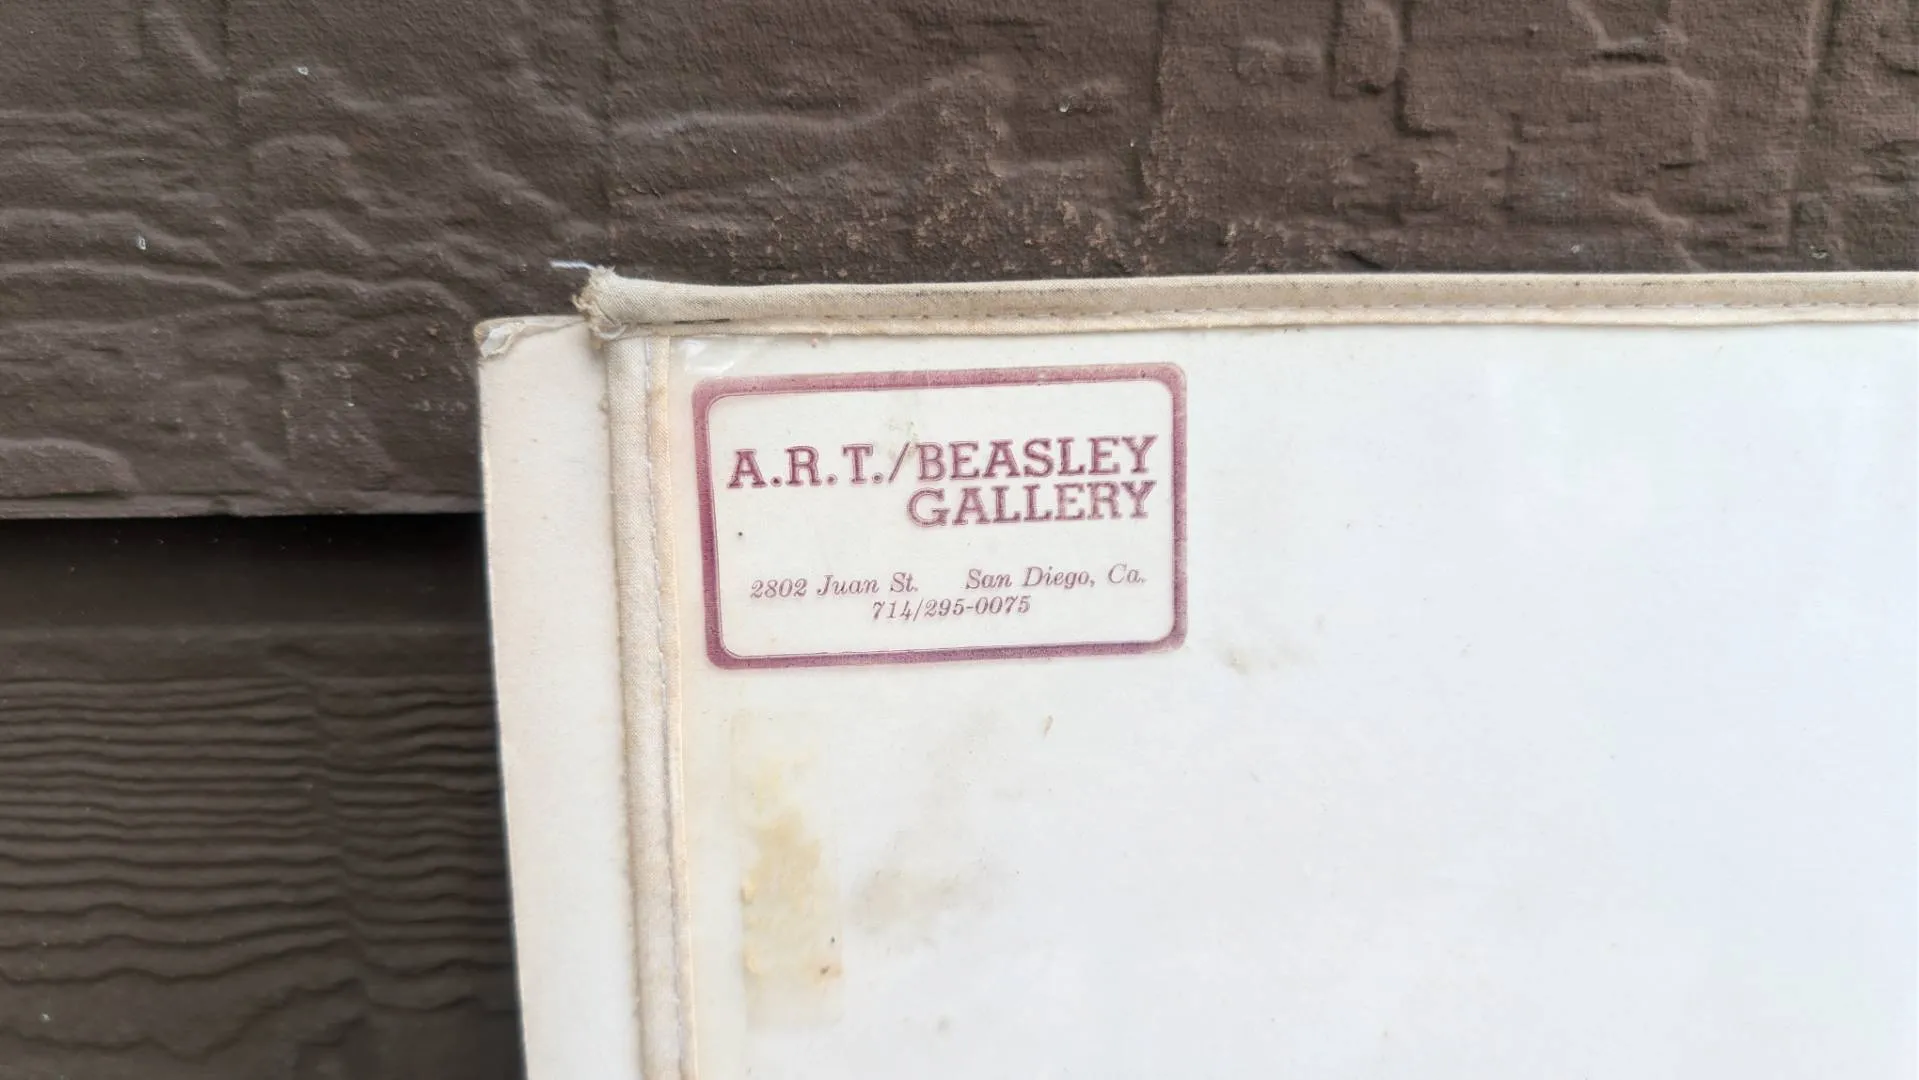 A.R.T./BEASLEY
GALLERY
2802 Juan St. San Diego, Ca.
714/295-0075